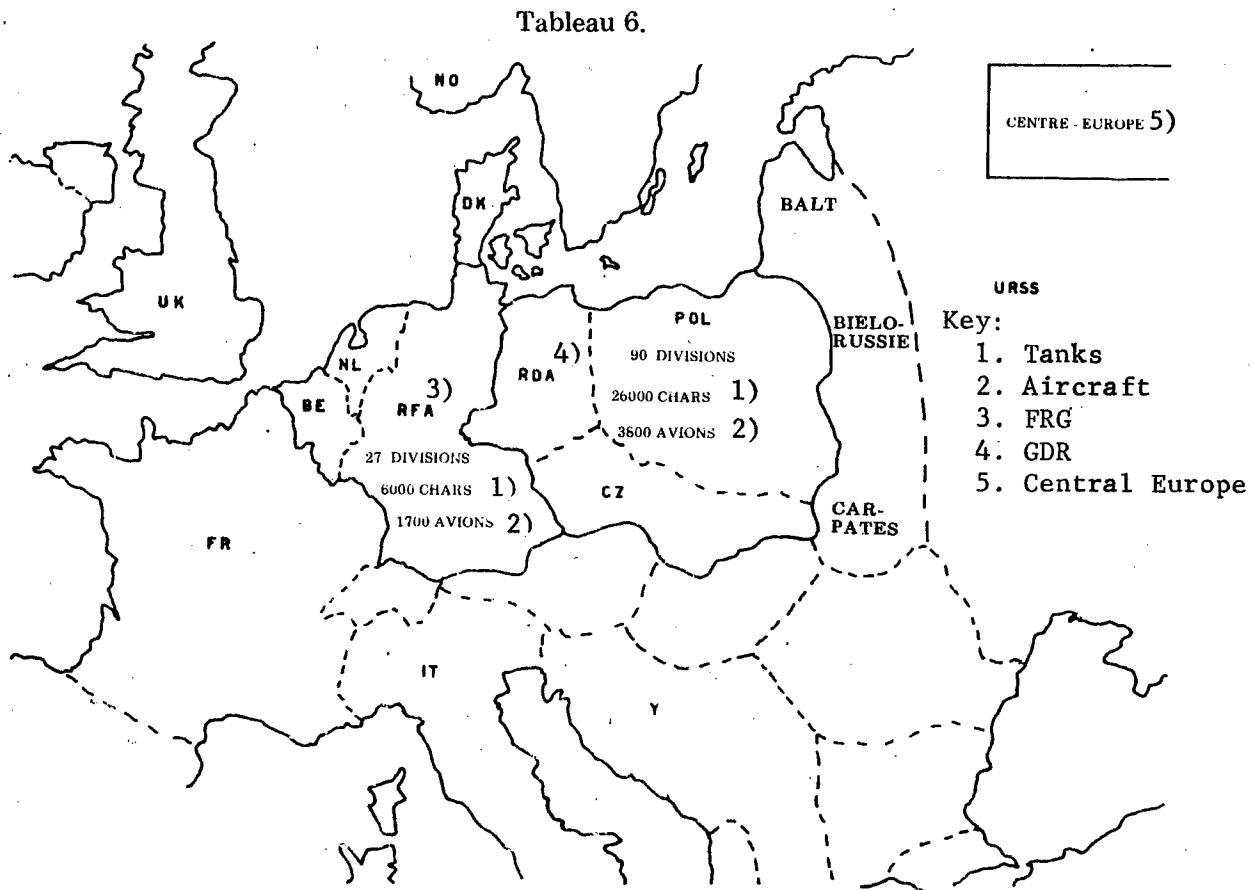 Tableau 6.
NO
CENTRE - EUROPE 5)
DK
BALT
UK
URSS
POL
BIELO-
RUSSIE
NL
RDA 4)
90 DIVISIONS
BE
RFA 3)
26000 CHARS 1)
3800 AVIONS 2)
27 DIVISIONS
6000 CHARS 1)
1700 AVIONS 2)
CZ
CAR-
PATES
FR
IT
Y
Key:
1. Tanks
2. Aircraft
3. FRG
4. GDR
5. Central Europe